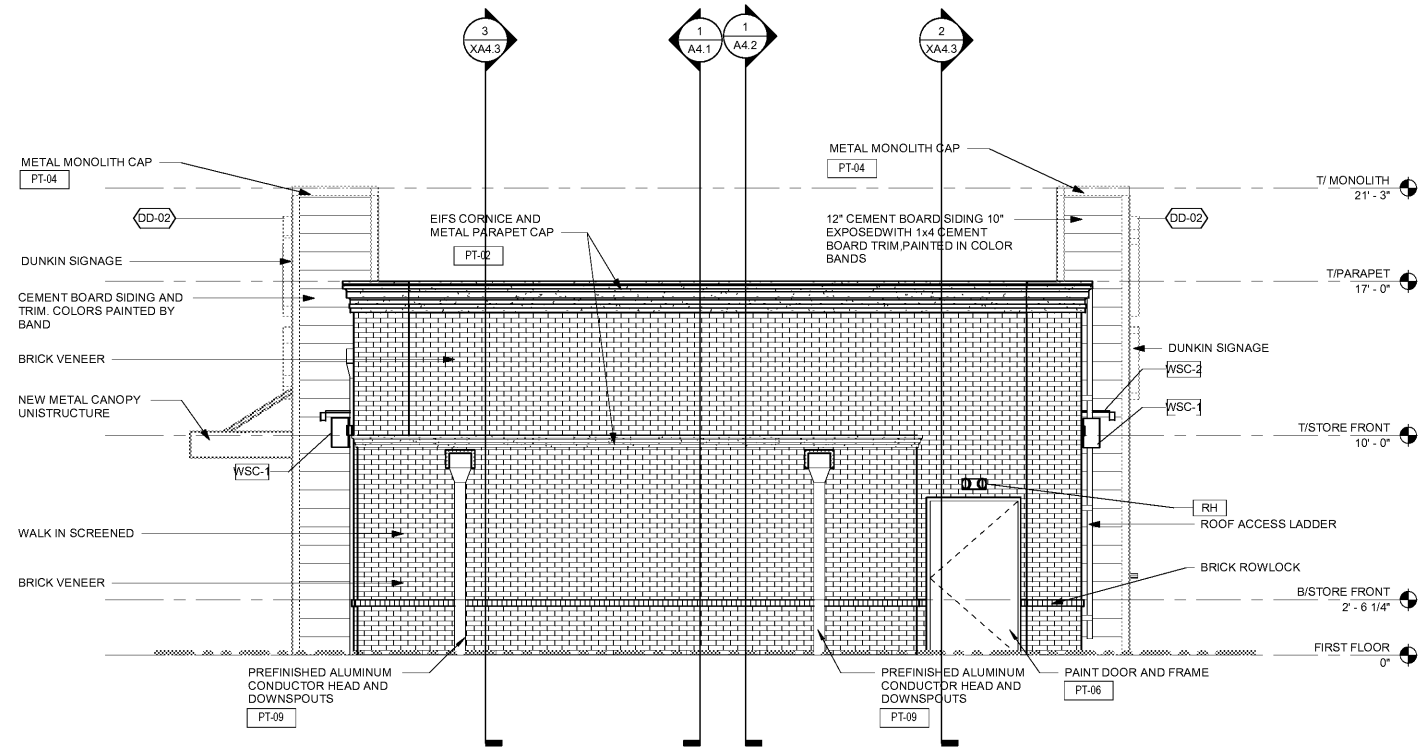 3
XA4.3
1
A4.1
1
A4.2
2
XA4.3
METAL MONOLITH CAP
PT-04
METAL MONOLITH CAP
PT-04
T/ MONOLITH
21' - 3"
DD-02
EIFS CORNICE AND
METAL PARAPET CAP
PT-02
12" CEMENT BOARD SIDING 10"
EXPOSEDWITH 1x4 CEMENT
BOARD TRIM,PAINTED IN COLOR
BANDS
DD-02
DUNKIN SIGNAGE
T/PARAPET
17' - 0"
CEMENT BOARD SIDING AND
TRIM. COLORS PAINTED BY
BAND
BRICK VENEER
DUNKIN SIGNAGE
WSC-2
NEW METAL CANOPY
UNISTRUCTURE
WSC-1
T/STORE FRONT
10' - 0"
WSC-1
RH
ROOF ACCESS LADDER
WALK IN SCREENED
BRICK ROWLOCK
BRICK VENEER
B/STORE FRONT
2' - 6 1/4"
FIRST FLOOR
0"
PREFINISHED ALUMINUM
CONDUCTOR HEAD AND
DOWNSPOUTS
PT-09
PREFINISHED ALUMINUM
CONDUCTOR HEAD AND
DOWNSPOUTS
PT-09
PAINT DOOR AND FRAME
PT-06